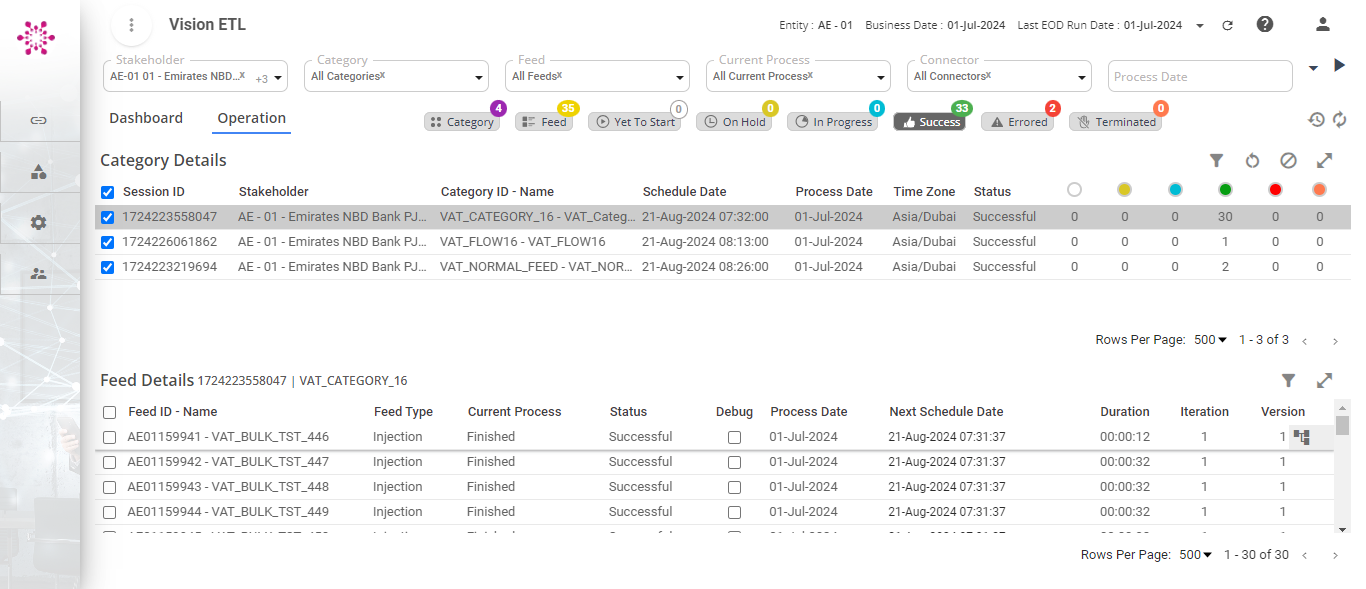 Vision ETL
Entity : AE - 01 Business Date : 01-Jul-2024 Last EOD Run Date : 01-Jul-2024
Stakeholder Category Feed Current Process Connector
AE-01 01 - Emirates NBD...x +3 All Categoriesx All Feedsx All Current Processx All Connectorsx Process Date
4 35 0 0 0 33 2 0
Dashboard Operation Category Feed Yet To Start On Hold In Progress Success Errored Terminated
Category Details
Session ID Stakeholder Category ID - Name Schedule Date Process Date Time Zone Status
1724223558047 AE - 01 - Emirates NBD Bank PJ... VAT_CATEGORY_16 - VAT_Categ... 21-Aug-2024 07:32:00 01-Jul-2024 Asia/Dubai Successful 0 0 0 30 0 0
1724226061862 AE - 01 - Emirates NBD Bank PJ... VAT_FLOW16 - VAT_FLOW16 21-Aug-2024 08:13:00 01-Jul-2024 Asia/Dubai Successful 0 0 0 1 0 0
1724223219694 AE - 01 - Emirates NBD Bank PJ... VAT_NORMAL_FEED - VAT_NOR... 21-Aug-2024 08:26:00 01-Jul-2024 Asia/Dubai Successful 0 0 0 2 0 0
Rows Per Page: 500 1 - 3 of 3
Feed Details 1724223558047 | VAT_CATEGORY_16
Feed ID - Name Feed Type Current Process Status Debug Process Date Next Schedule Date Duration Iteration Version
AE01159941 - VAT_BULK_TST_446 Injection Finished Successful 01-Jul-2024 21-Aug-2024 07:31:37 00:00:12 1 1
AE01159942 - VAT_BULK_TST_447 Injection Finished Successful 01-Jul-2024 21-Aug-2024 07:31:37 00:00:32 1 1
AE01159943 - VAT_BULK_TST_448 Injection Finished Successful 01-Jul-2024 21-Aug-2024 07:31:37 00:00:32 1 1
AE01159944 - VAT_BULK_TST_449 Injection Finished Successful 01-Jul-2024 21-Aug-2024 07:31:37 00:00:32 1 1
Rows Per Page: 500 1 - 30 of 30